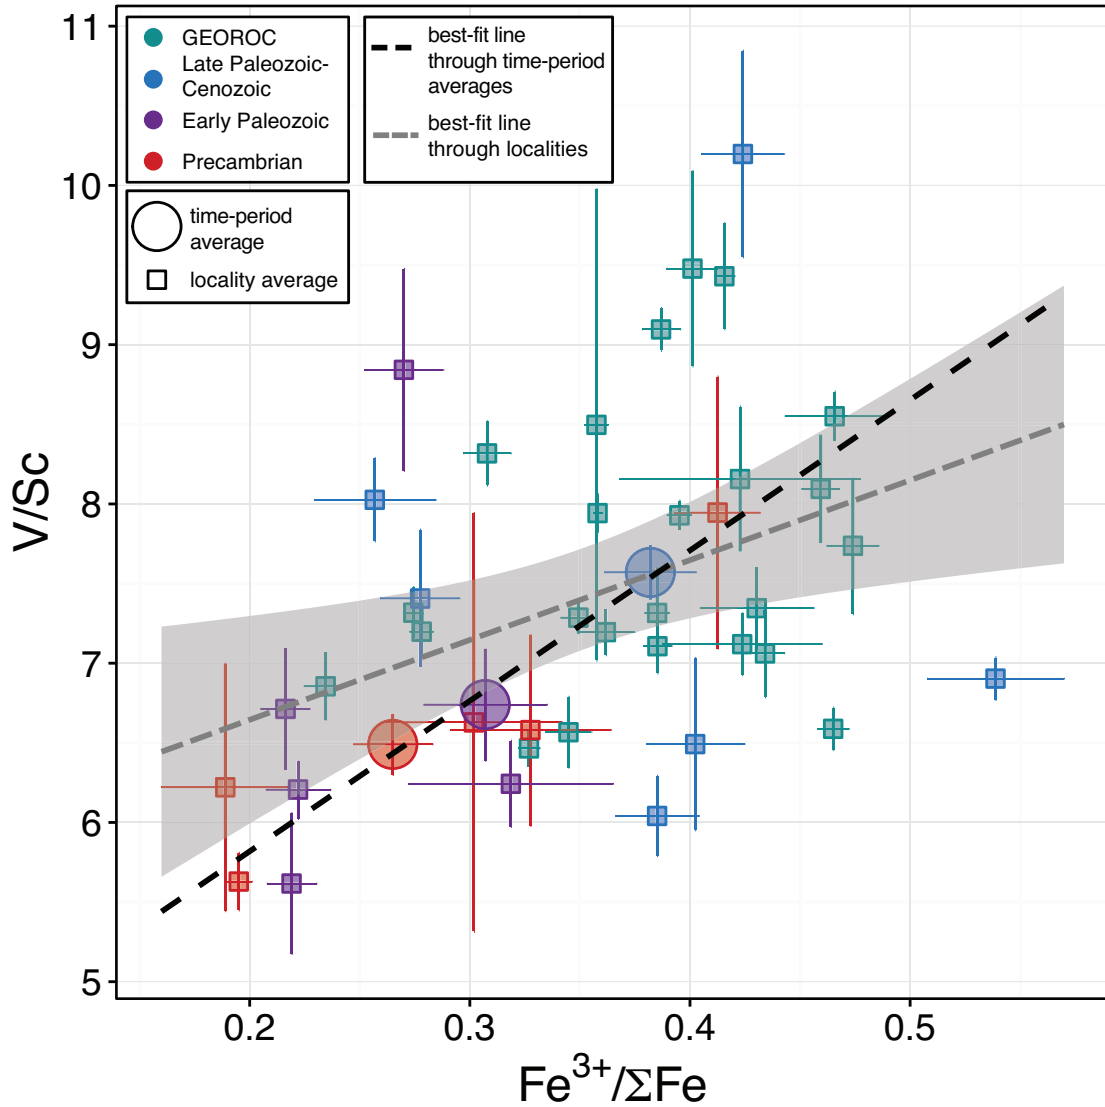 GEOROC
Late Paleozoic-
Cenozoic
Early Paleozoic
Precambrian
best-fit line
through time-period
averages
best-fit line
through localities
time-period
average
locality average
11
10
9
8
7
6
5
V/Sc
0.2
0.3
0.4
0.5
Fe³⁺/ΣFe